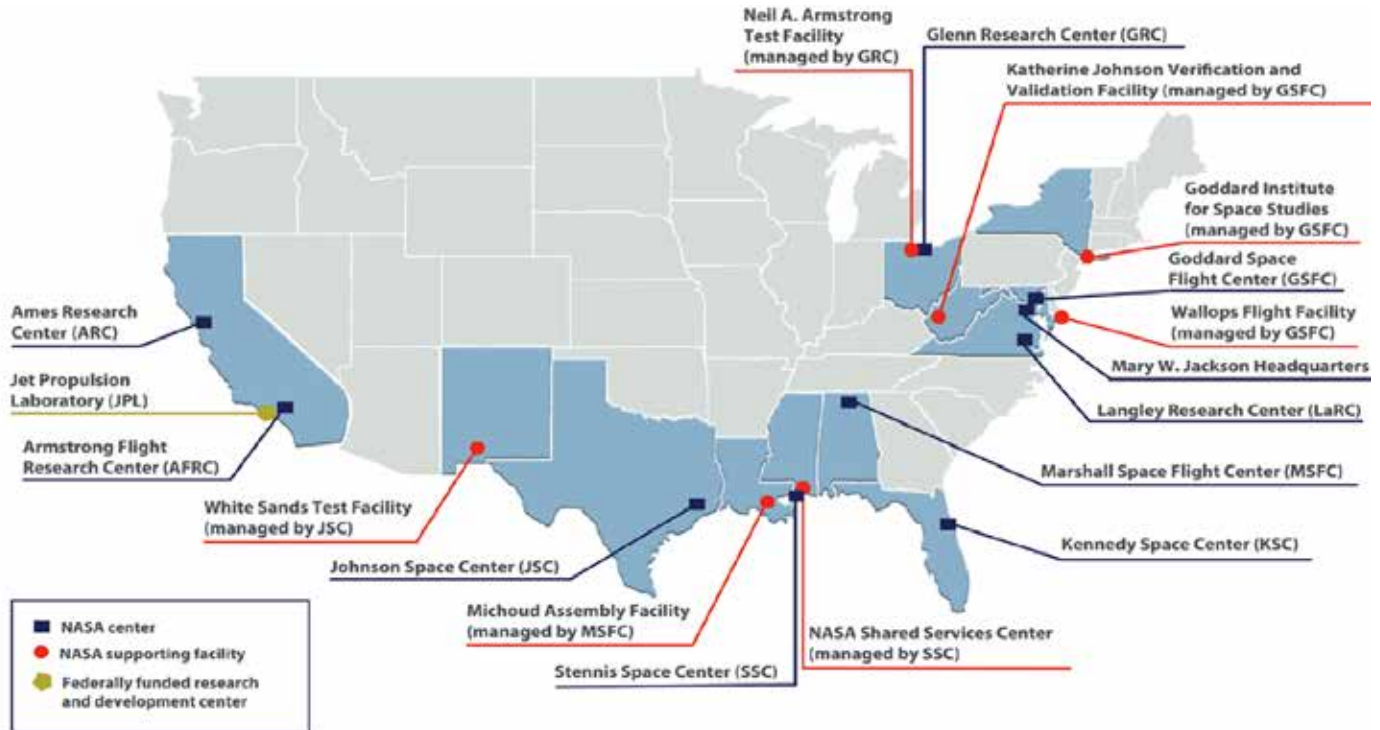 Neil A. Armstrong
Test Facility
(managed by GRC)
Glenn Research Center (GRC)
Katherine Johnson Verification and
Validation Facility (managed by GSFC)
Goddard Institute
for Space Studies
(managed by GSFC)
Goddard Space
Flight Center (GSFC)
Wallops Flight Facility
(managed by GSFC)
Mary W. Jackson Headquarters
Langley Research Center (LaRC)
Marshall Space Flight Center (MSFC)
Kennedy Space Center (KSC)
Ames Research
Center (ARC)
Jet Propulsion
Laboratory (JPL)
Armstrong Flight
Research Center (AFRC)
White Sands Test Facility
(managed by JSC)
Johnson Space Center (JSC)
Michoud Assembly Facility
(managed by MSFC)
Stennis Space Center (SSC)
NASA Shared Services Center
(managed by SSC)
NASA center
NASA supporting facility
Federally funded research
and development center